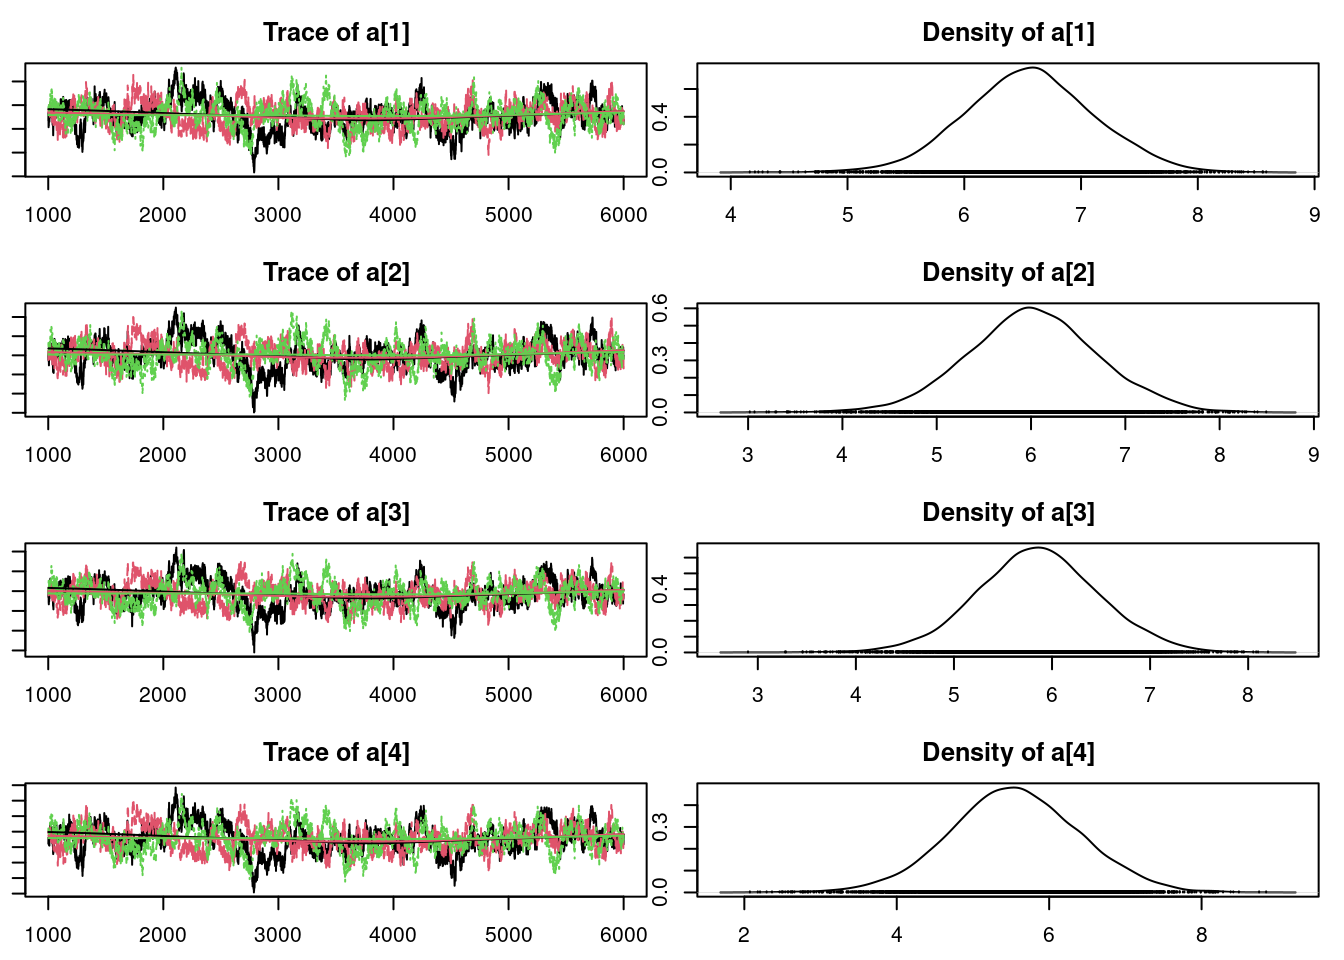 Trace of a[1]
1000 2000 3000 4000 5000 6000
Density of a[1]
0.0 0.4
4 5 6 7 8 9
Trace of a[2]
1000 2000 3000 4000 5000 6000
Density of a[2]
0.0 0.3 0.6
3 4 5 6 7 8 9
Trace of a[3]
1000 2000 3000 4000 5000 6000
Density of a[3]
0.0 0.4
3 4 5 6 7 8
Trace of a[4]
1000 2000 3000 4000 5000 6000
Density of a[4]
0.0 0.3
2 4 6 8